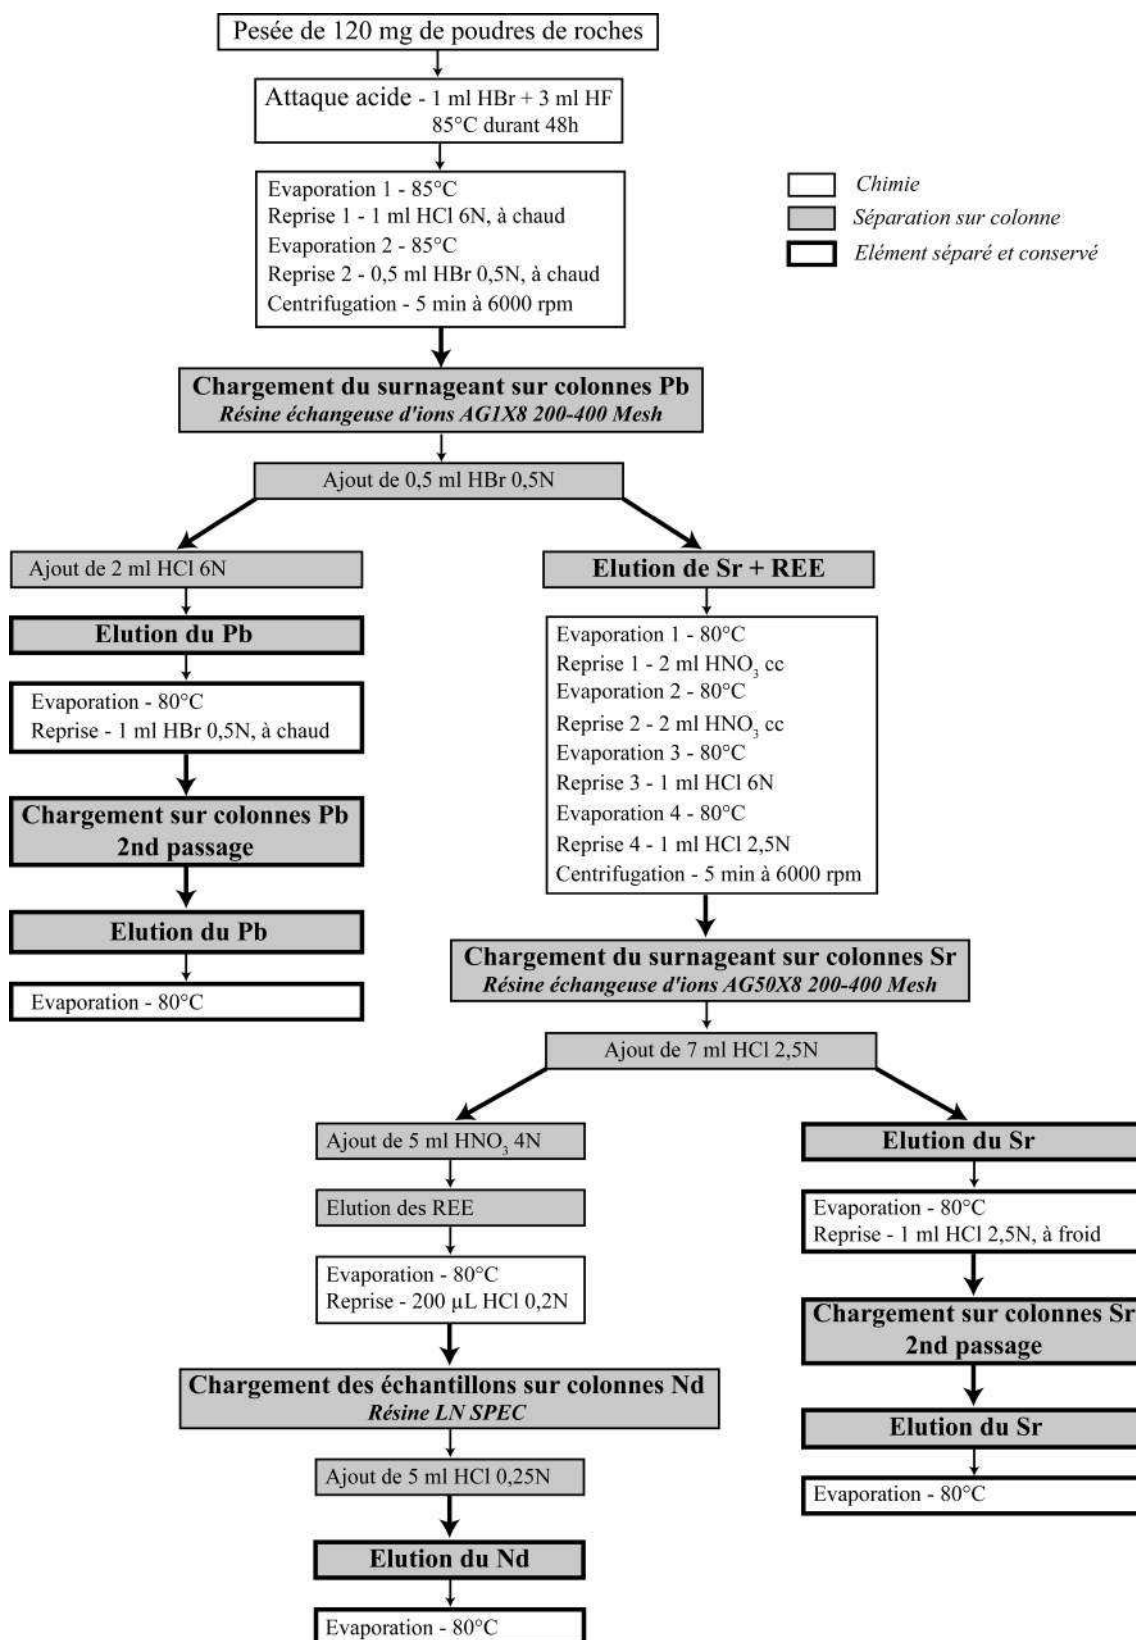 Pesée de 120 mg de poudres de roches
Attaque acide - 1 ml HBr + 3 ml HF
85°C durant 48h
Evaporation 1 - 85°C
Reprise 1 - 1 ml HCl 6N, à chaud
Evaporation 2 - 85°C
Reprise 2 - 0,5 ml HBr 0,5N, à chaud
Centrifugation - 5 min à 6000 rpm
Chimie
Séparation sur colonne
Elément séparé et conservé
Chargement du surnageant sur colonnes Pb
Résine échangeuse d'ions AG1X8 200-400 Mesh
Ajout de 0,5 ml HBr 0,5N
Ajout de 2 ml HCl 6N
Elution du Pb
Evaporation - 80°C
Reprise - 1 ml HBr 0,5N, à chaud
Chargement sur colonnes Pb
2nd passage
Elution du Pb
Evaporation - 80°C
Elution de Sr + REE
Evaporation 1 - 80°C
Reprise 1 - 2 ml HNO₃ cc
Evaporation 2 - 80°C
Reprise 2 - 2 ml HNO₃ cc
Evaporation 3 - 80°C
Reprise 3 - 1 ml HCl 6N
Evaporation 4 - 80°C
Reprise 4 - 1 ml HCl 2,5N
Centrifugation - 5 min à 6000 rpm
Chargement du surnageant sur colonnes Sr
Résine échangeuse d'ions AG50X8 200-400 Mesh
Ajout de 7 ml HCl 2,5N
Ajout de 5 ml HNO₃ 4N
Elution des REE
Evaporation - 80°C
Reprise - 200 µL HCl 0,2N
Chargement des échantillons sur colonnes Nd
Résine LN SPEC
Ajout de 5 ml HCl 0,25N
Elution du Nd
Evaporation - 80°C
Elution du Sr
Evaporation - 80°C
Reprise - 1 ml HCl 2,5N, à froid
Chargement sur colonnes Sr
2nd passage
Elution du Sr
Evaporation - 80°C